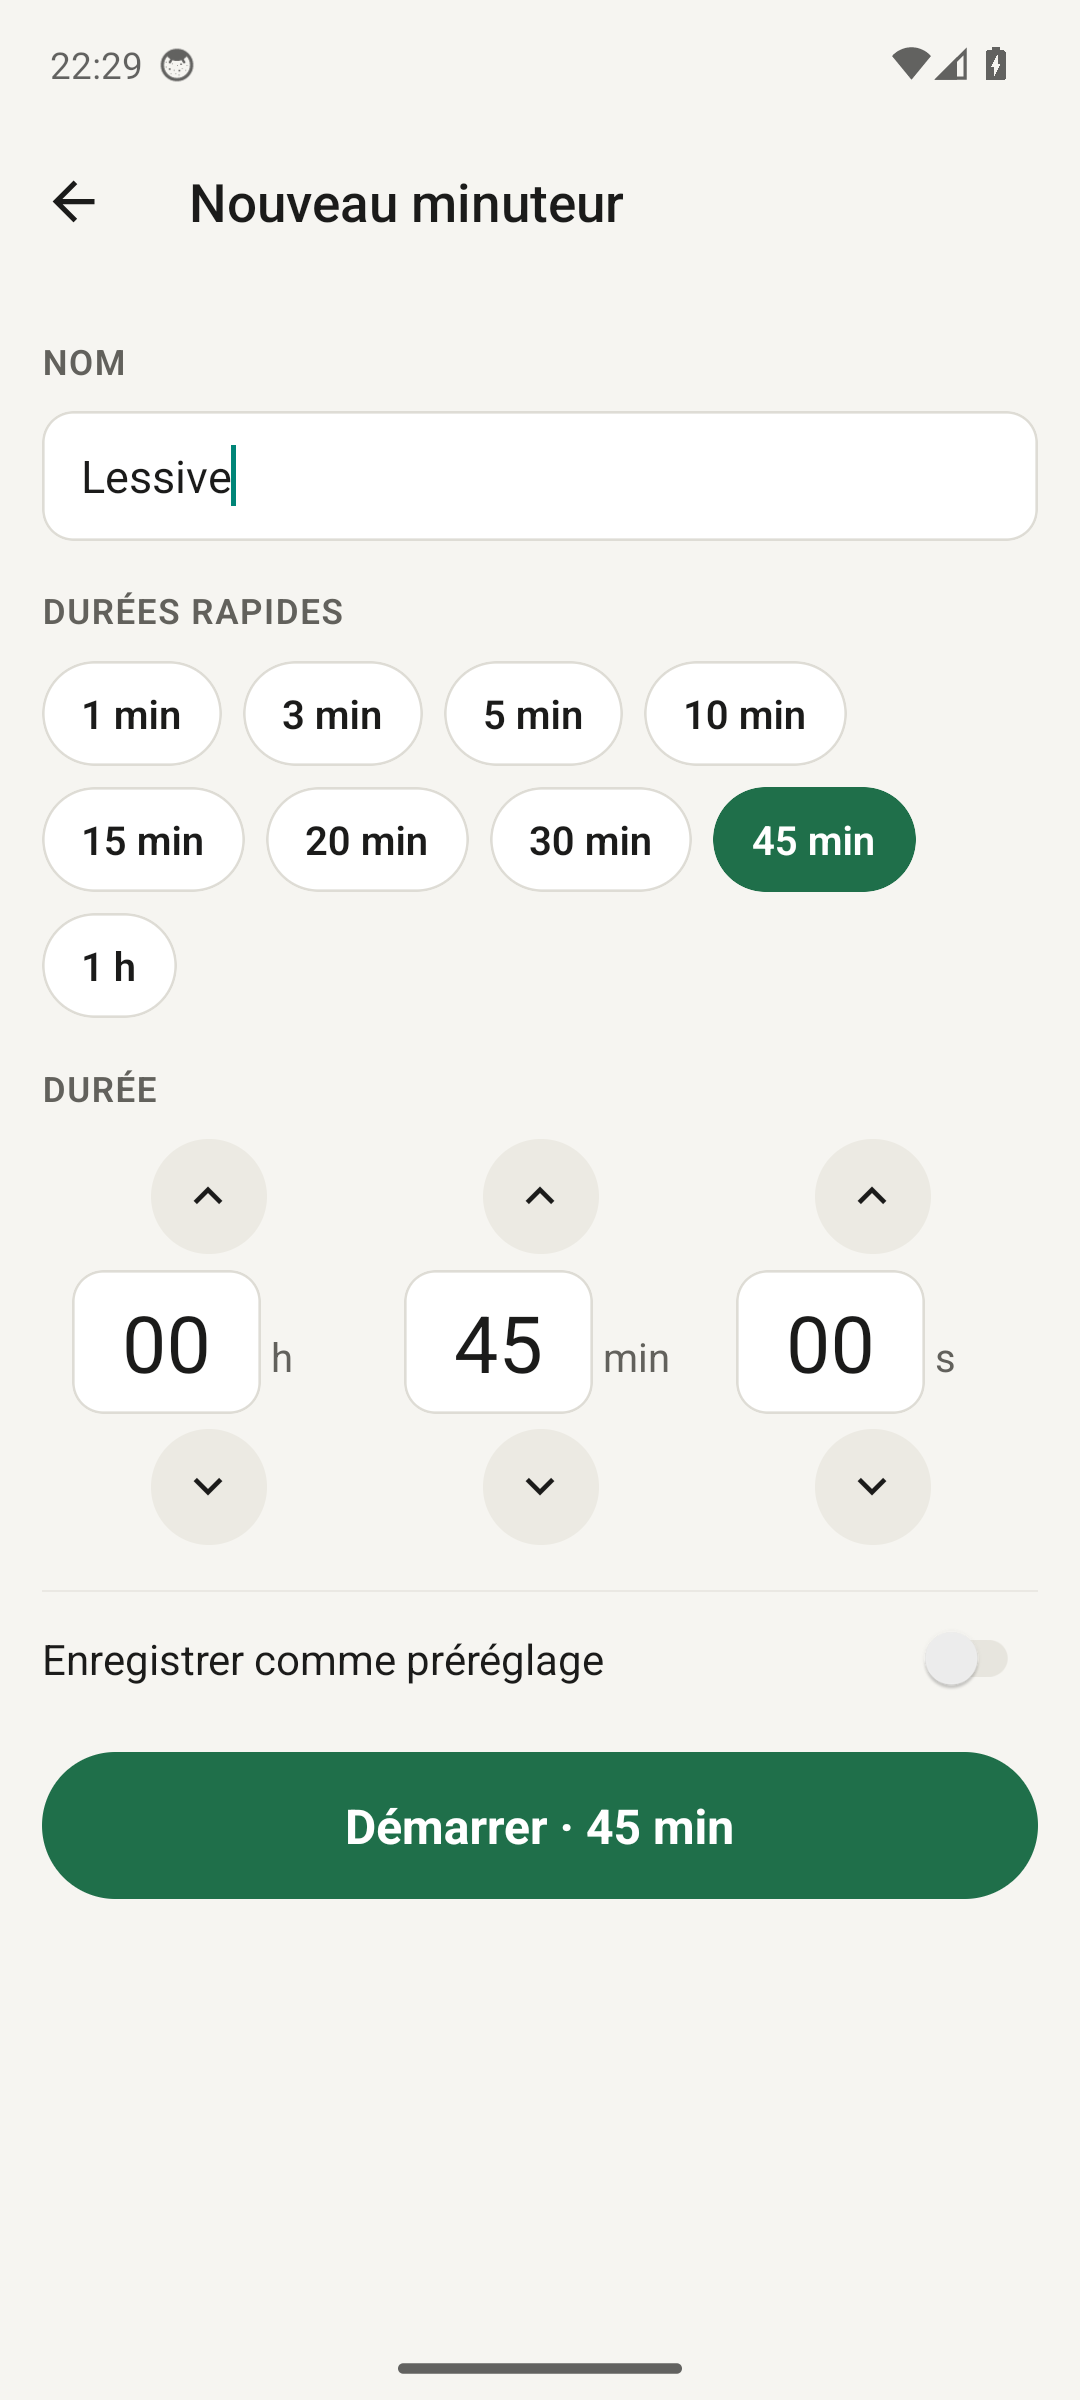 22:29
Nouveau minuteur
NOM
Lessive
DURÉES RAPIDES
1 min 3 min 5 min 10 min
15 min 20 min 30 min 45 min
1 h
DURÉE
00 h 45 min 00 s
Enregistrer comme préréglage
Démarrer · 45 min